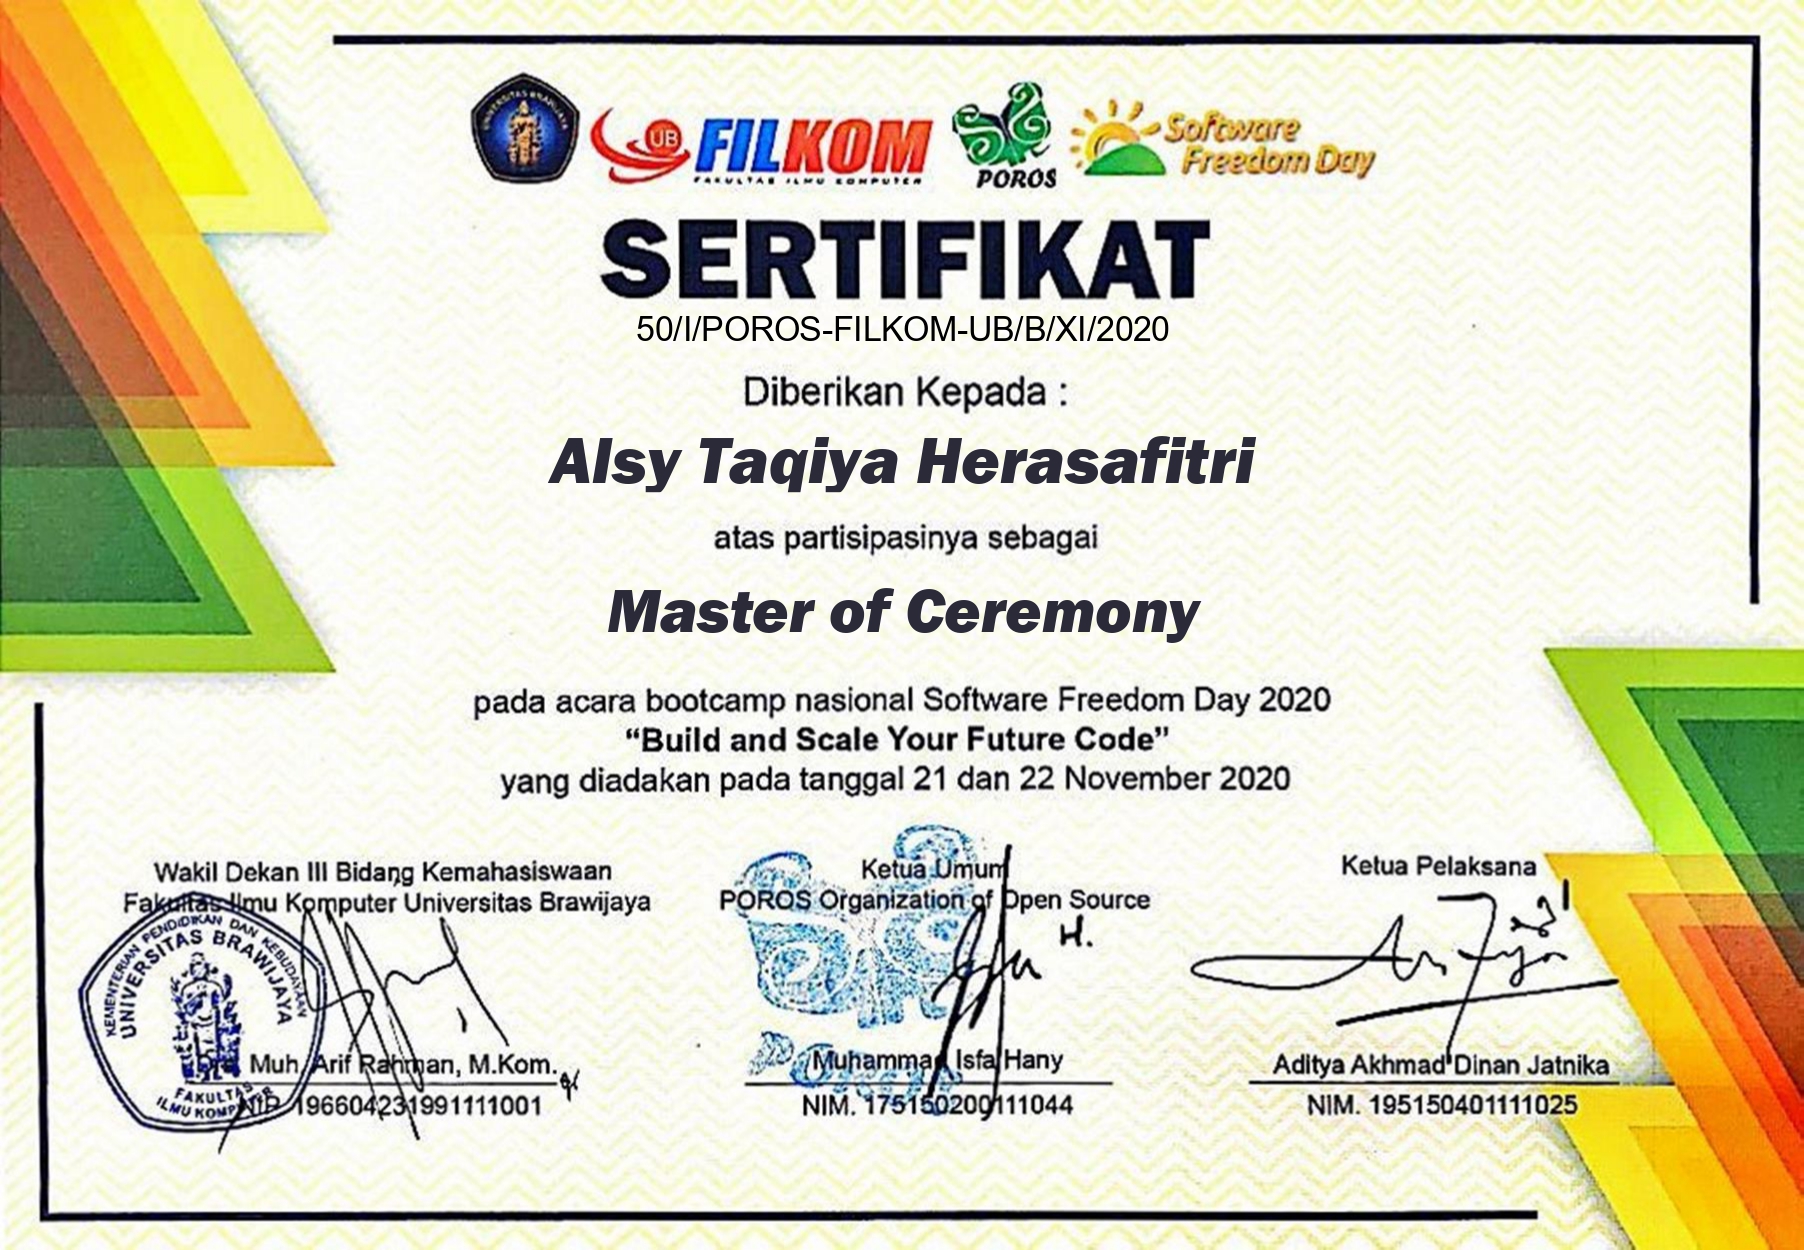 UNIVERSITAS BRAWIJAYA
UB FILKOM
FAKULTAS ILMU KOMPUTER
POROS
Software
Freedom Day
SERTIFIKAT
50/I/POROS-FILKOM-UB/B/XI/2020
Diberikan Kepada :
Alsy Taqiya Herasafitri
atas partisipasinya sebagai
Master of Ceremony
pada acara bootcamp nasional Software Freedom Day 2020
“Build and Scale Your Future Code”
yang diadakan pada tanggal 21 dan 22 November 2020
Wakil Dekan III Bidang Kemahasiswaan
Fakultas Ilmu Komputer Universitas Brawijaya
KEMENTERIAN PENDIDIKAN DAN KEBUDAYAAN
UNIVERSITAS BRAWIJAYA
FAKULTAS
ILMU KOMPUTER
Drs. Muh. Arif Rahman, M.Kom.
NIP. 196604231991111001
Ketua Umum
POROS Organization of Open Source
H.
Poros
Muhammad Isfa Hany
NIM. 175150200111044
Ketua Pelaksana
Aditya Akhmad Dinan Jatnika
NIM. 195150401111025